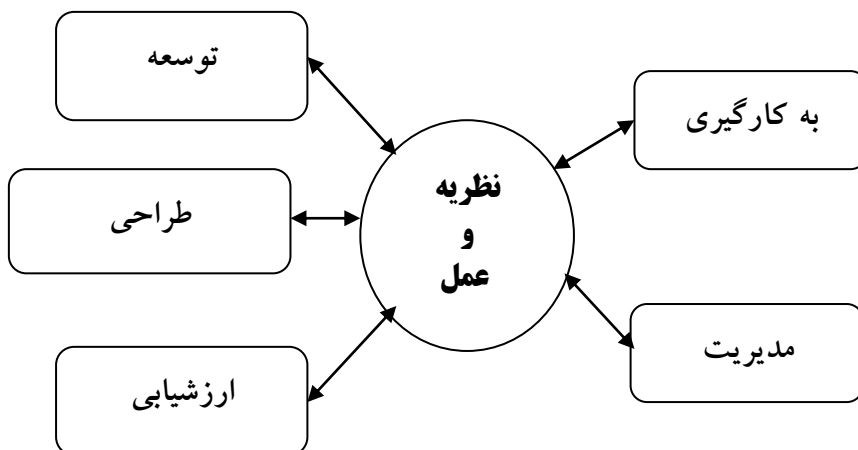 توسعه
به کارگیری
نظریه
و
عمل
طراحی
مدیریت
ارزشیابی